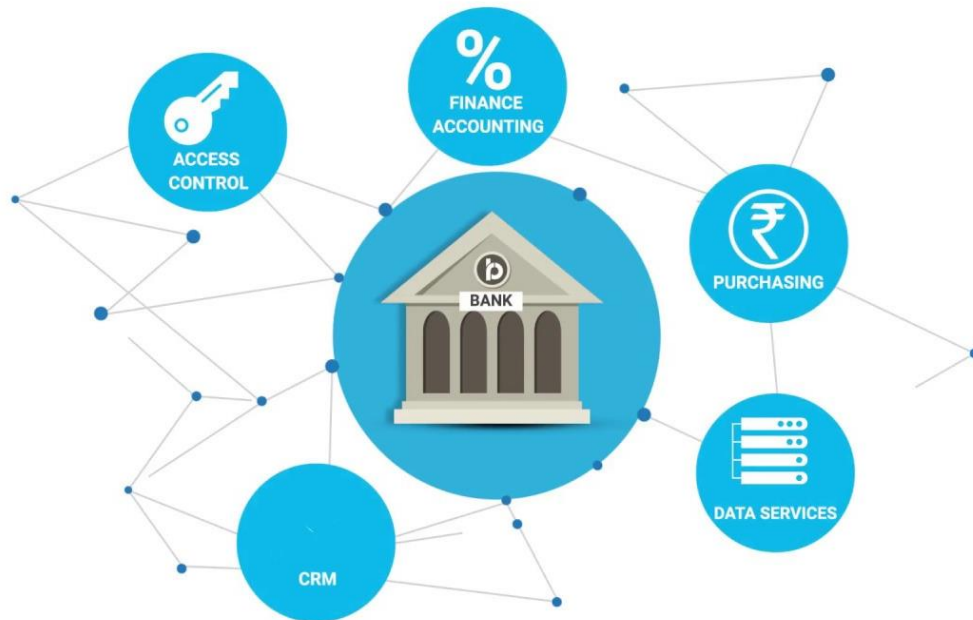 %
FINANCE
ACCOUNTING
ACCESS
CONTROL
₹
PURCHASING
b
BANK
DATA SERVICES
CRM